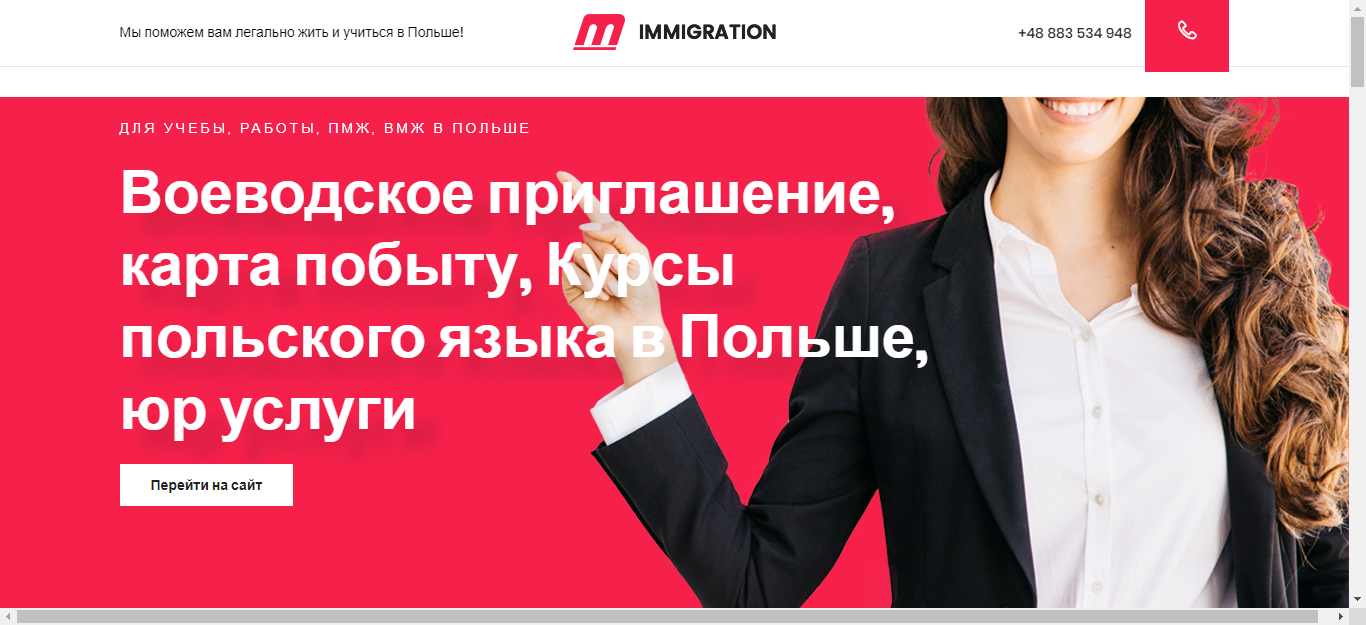 Мы поможем вам легально жить и учиться в Польше!
m IMMIGRATION
+48 883 534 948
ДЛЯ УЧЕБЫ, РАБОТЫ, ПМЖ, ВМЖ В ПОЛЬШЕ
Воеводское приглашение,
карта побыту, Курсы
польского языка в Польше,
юр услуги
Перейти на сайт